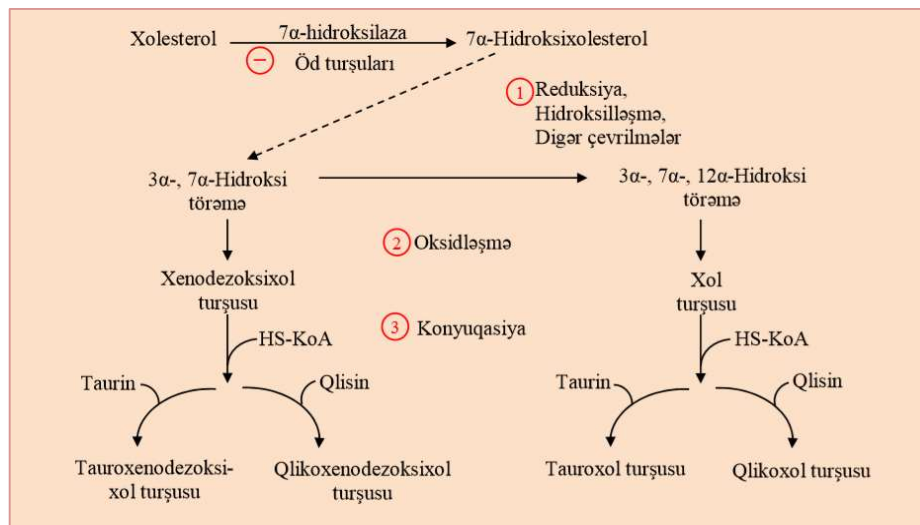 Xolesterol
7α-hidroksilaza
7α-Hidroksixolesterol
−
Öd turşuları
1
Reduksiya,
Hidroksilləşmə,
Digər çevrilmələr
3α-, 7α-Hidroksi
törəmə
3α-, 7α-, 12α-Hidroksi
törəmə
2
Oksidləşmə
Xenodezoksixol
turşusu
Xol
turşusu
3
Konyuqasiya
HS-KoA
HS-KoA
Taurin
Qlisin
Taurin
Qlisin
Tauroxenodezoksi-
xol turşusu
Qlikoxenodezoksixol
turşusu
Tauroxol turşusu
Qlikoxol turşusu